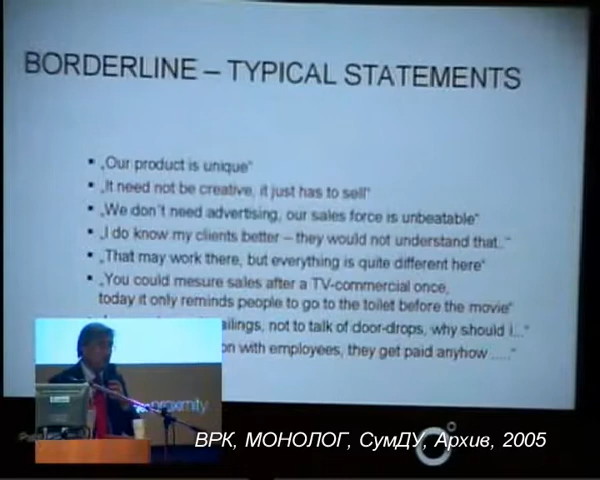 BORDERLINE – TYPICAL STATEMENTS
▪ „Our product is unique“
▪ „It need not be creative, it just has to sell“
▪ „We don´t need advertising, our sales force is unbeatable“
▪ „I do know my clients better – they would not understand that..“
▪ „That may work there, but everything is quite different here“
▪ „You could mesure sales after a TV-commercial once,
today it only reminds people to go to the toilet before the movie“
ailings, not to talk of door-drops, why should i...“
on with employees, they get paid anyhow .....“
proximity
ВРК, МОНОЛОГ, СумДУ, Архив, 2005